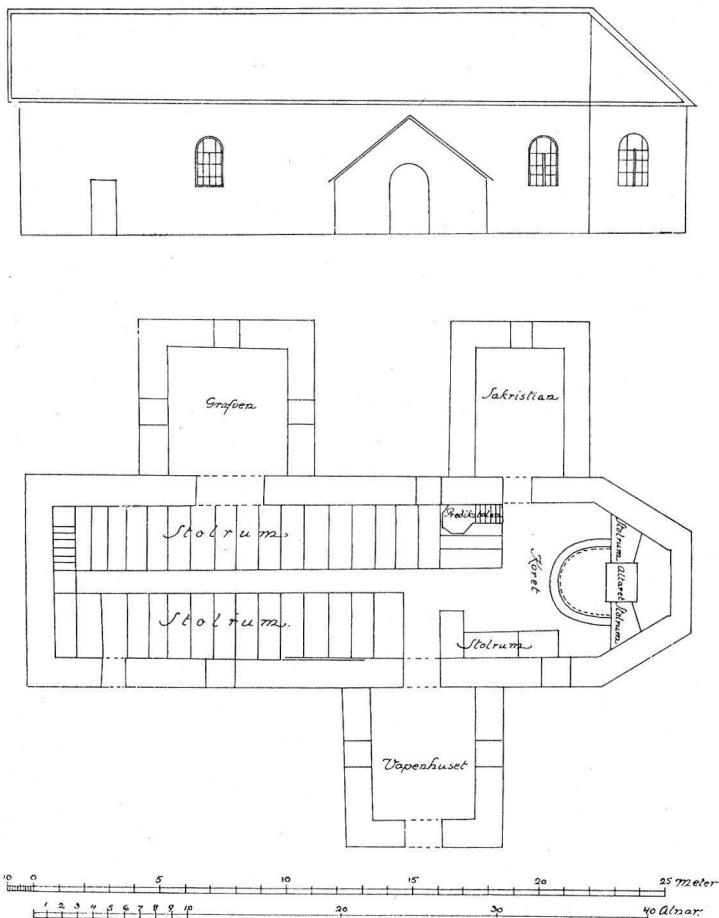 Grafven
Sakristian
Stolrum.
Predikstolen
Stolrum
Koret
Altaret
Stolrum
Stolrum.
Stolrum
Vapenhuset
10 0 5 10 15 20 25 Meter
1 2 3 4 5 6 7 8 9 10 20 30 40 Alnar.